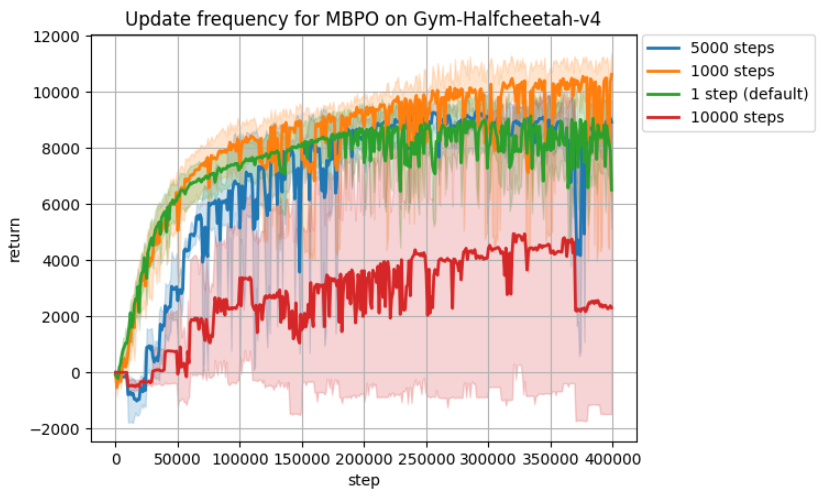 Update frequency for MBPO on Gym-Halfcheetah-v4
5000 steps
1000 steps
1 step (default)
10000 steps
12000
10000
8000
6000
4000
2000
0
−2000
return
0
50000
100000
150000
200000
250000
300000
350000
400000
step